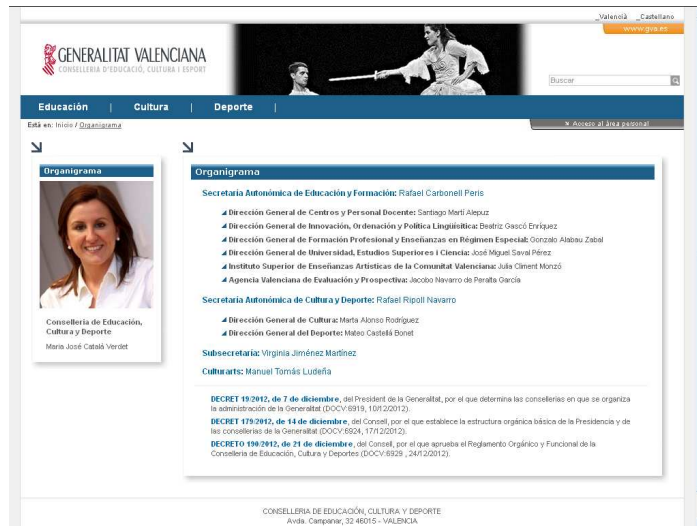 _Valencià _Castellano
www.gva.es
GENERALITAT VALENCIANA
CONSELLERIA D'EDUCACIÓ, CULTURA I ESPORT
Buscar
Educación | Cultura | Deporte |
Està en: Inicio / Organigrama
Acceso al área personal
Organigrama
Conselleria de Educación,
Cultura y Deporte
Maria José Català Verdet
Organigrama
Secretaría Autonómica de Educación y Formación: Rafael Carbonell Peris
Dirección General de Centros y Personal Docente: Santiago Martí Alepuz
Dirección General de Innovación, Ordenación y Política Lingüisitica: Beatriz Gascó Enríquez
Dirección General de Formación Profesional y Enseñanzas en Régimen Especial: Gonzalo Alabau Zabal
Dirección General de Universidad, Estudios Superiores i Ciencia: José Miguel Saval Pérez
Instituto Superior de Enseñanzas Artísticas de la Comunitat Valenciana: Julia Climent Monzó
Agencia Valenciana de Evaluación y Prospectiva: Jacobo Navarro de Peralta García
Secretaría Autonómica de Cultura y Deporte: Rafael Ripoll Navarro
Dirección General de Cultura: Marta Alonso Rodríguez
Dirección General del Deporte: Mateo Castellá Bonet
Subsecretaría: Virginia Jiménez Martínez
Culturarts: Manuel Tomás Ludeña
DECRET 19/2012, de 7 de diciembre, del President de la Generalitat, por el que determina las consellerias en que se organiza
la administración de la Generalitat (DOCV:6919, 10/12/2012).
DECRET 179/2012, de 14 de diciembre, del Consell, por el que establece la estructura orgánica básica de la Presidencia y de
las consellerias de la Generalitat (DOCV:6924, 17/12/2012).
DECRETO 190/2012, de 21 de diciembre, del Consell, por el que aprueba el Reglamento Orgánico y Funcional de la
Conselleria de Educación, Cultura y Deportes (DOCV:6929 , 24/12/2012).
CONSELLERIA DE EDUCACIÓN, CULTURA Y DEPORTE
Avda. Campanar, 32 46015 - VALENCIA